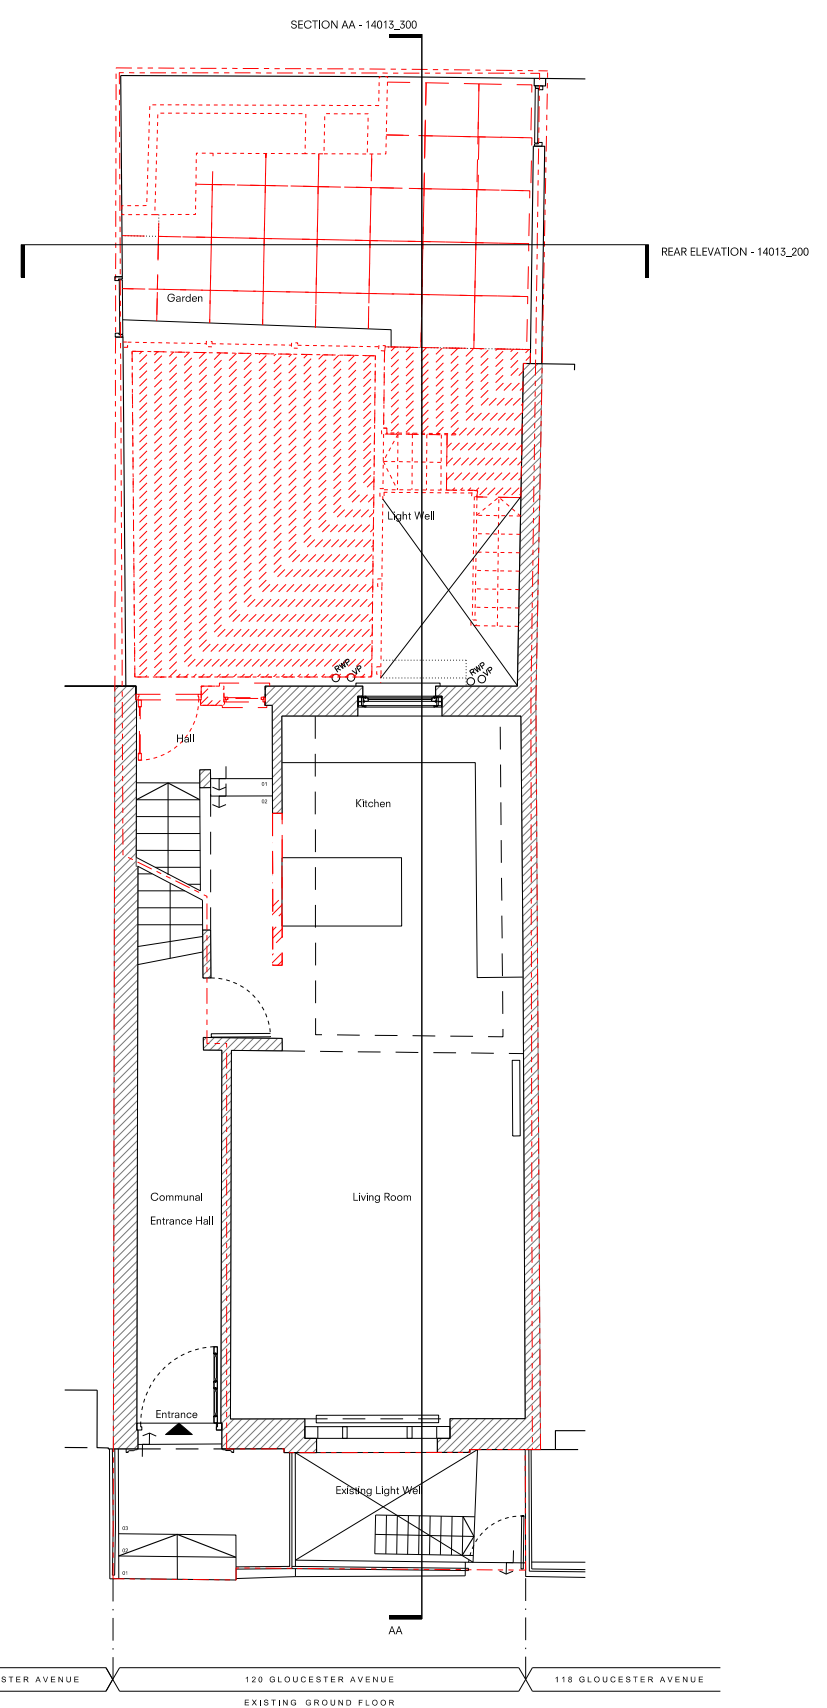 SECTION AA - 14013_300
REAR ELEVATION - 14013_200
Garden
Light Well
RWP
VP
RWP
VP
Hall
01
02
Kitchen
Communal
Entrance Hall
Living Room
Entrance
Existing Light Well
03
02
01
AA
STER AVENUE
120 GLOUCESTER AVENUE
118 GLOUCESTER AVENUE
EXISTING GROUND FLOOR